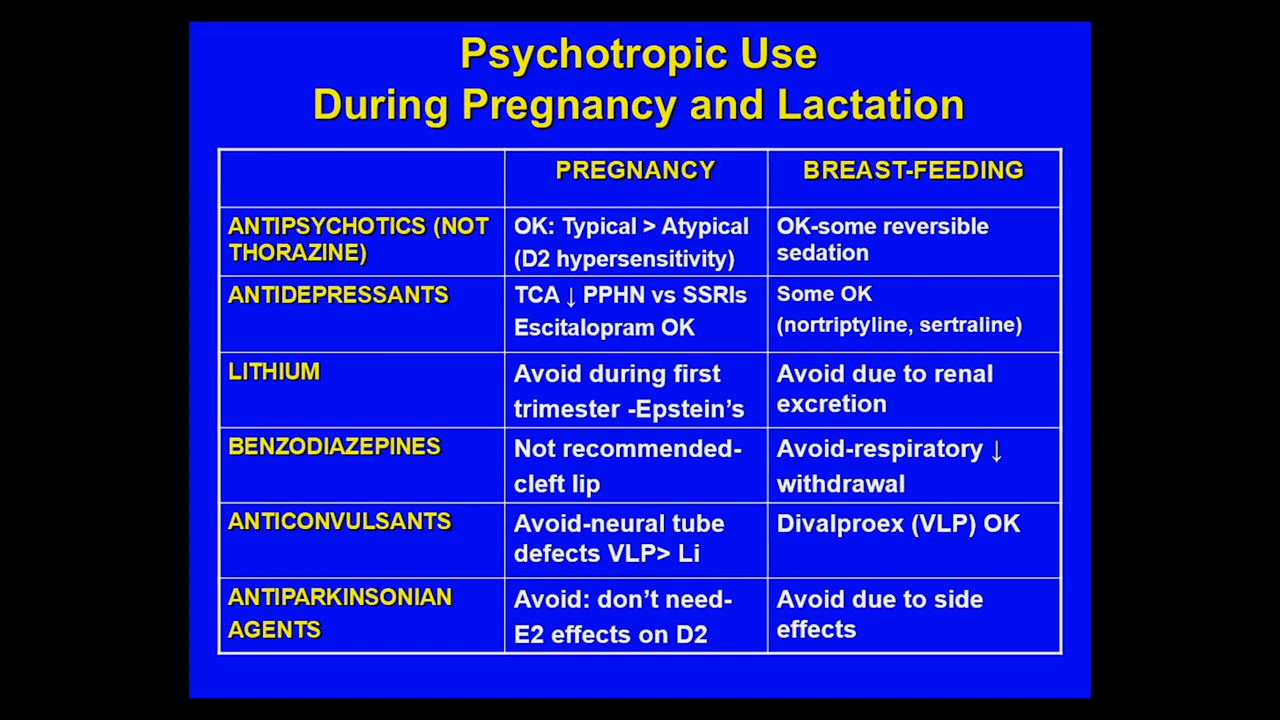 Psychotropic Use
During Pregnancy and Lactation
PREGNANCY
BREAST-FEEDING
ANTIPSYCHOTICS (NOT
THORAZINE)
OK: Typical > Atypical
(D2 hypersensitivity)
OK-some reversible
sedation
ANTIDEPRESSANTS
TCA ↓ PPHN vs SSRIs
Escitalopram OK
Some OK
(nortriptyline, sertraline)
LITHIUM
Avoid during first
trimester -Epstein’s
Avoid due to renal
excretion
BENZODIAZEPINES
Not recommended-
cleft lip
Avoid-respiratory ↓
withdrawal
ANTICONVULSANTS
Avoid-neural tube
defects VLP> Li
Divalproex (VLP) OK
ANTIPARKINSONIAN
AGENTS
Avoid: don’t need-
E2 effects on D2
Avoid due to side
effects